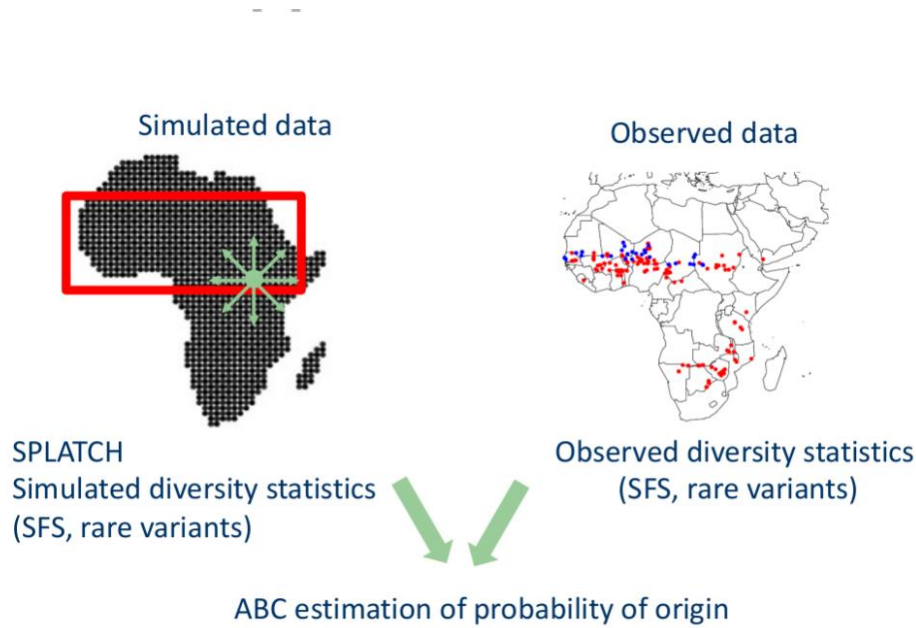 Simulated data
Observed data
SPLATCH
Simulated diversity statistics
(SFS, rare variants)
Observed diversity statistics
(SFS, rare variants)
ABC estimation of probability of origin